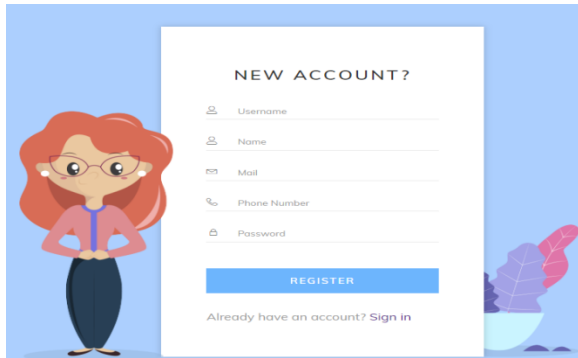 NEW ACCOUNT?
Username
Name
Mail
Phone Number
Password
REGISTER
Already have an account? Sign in